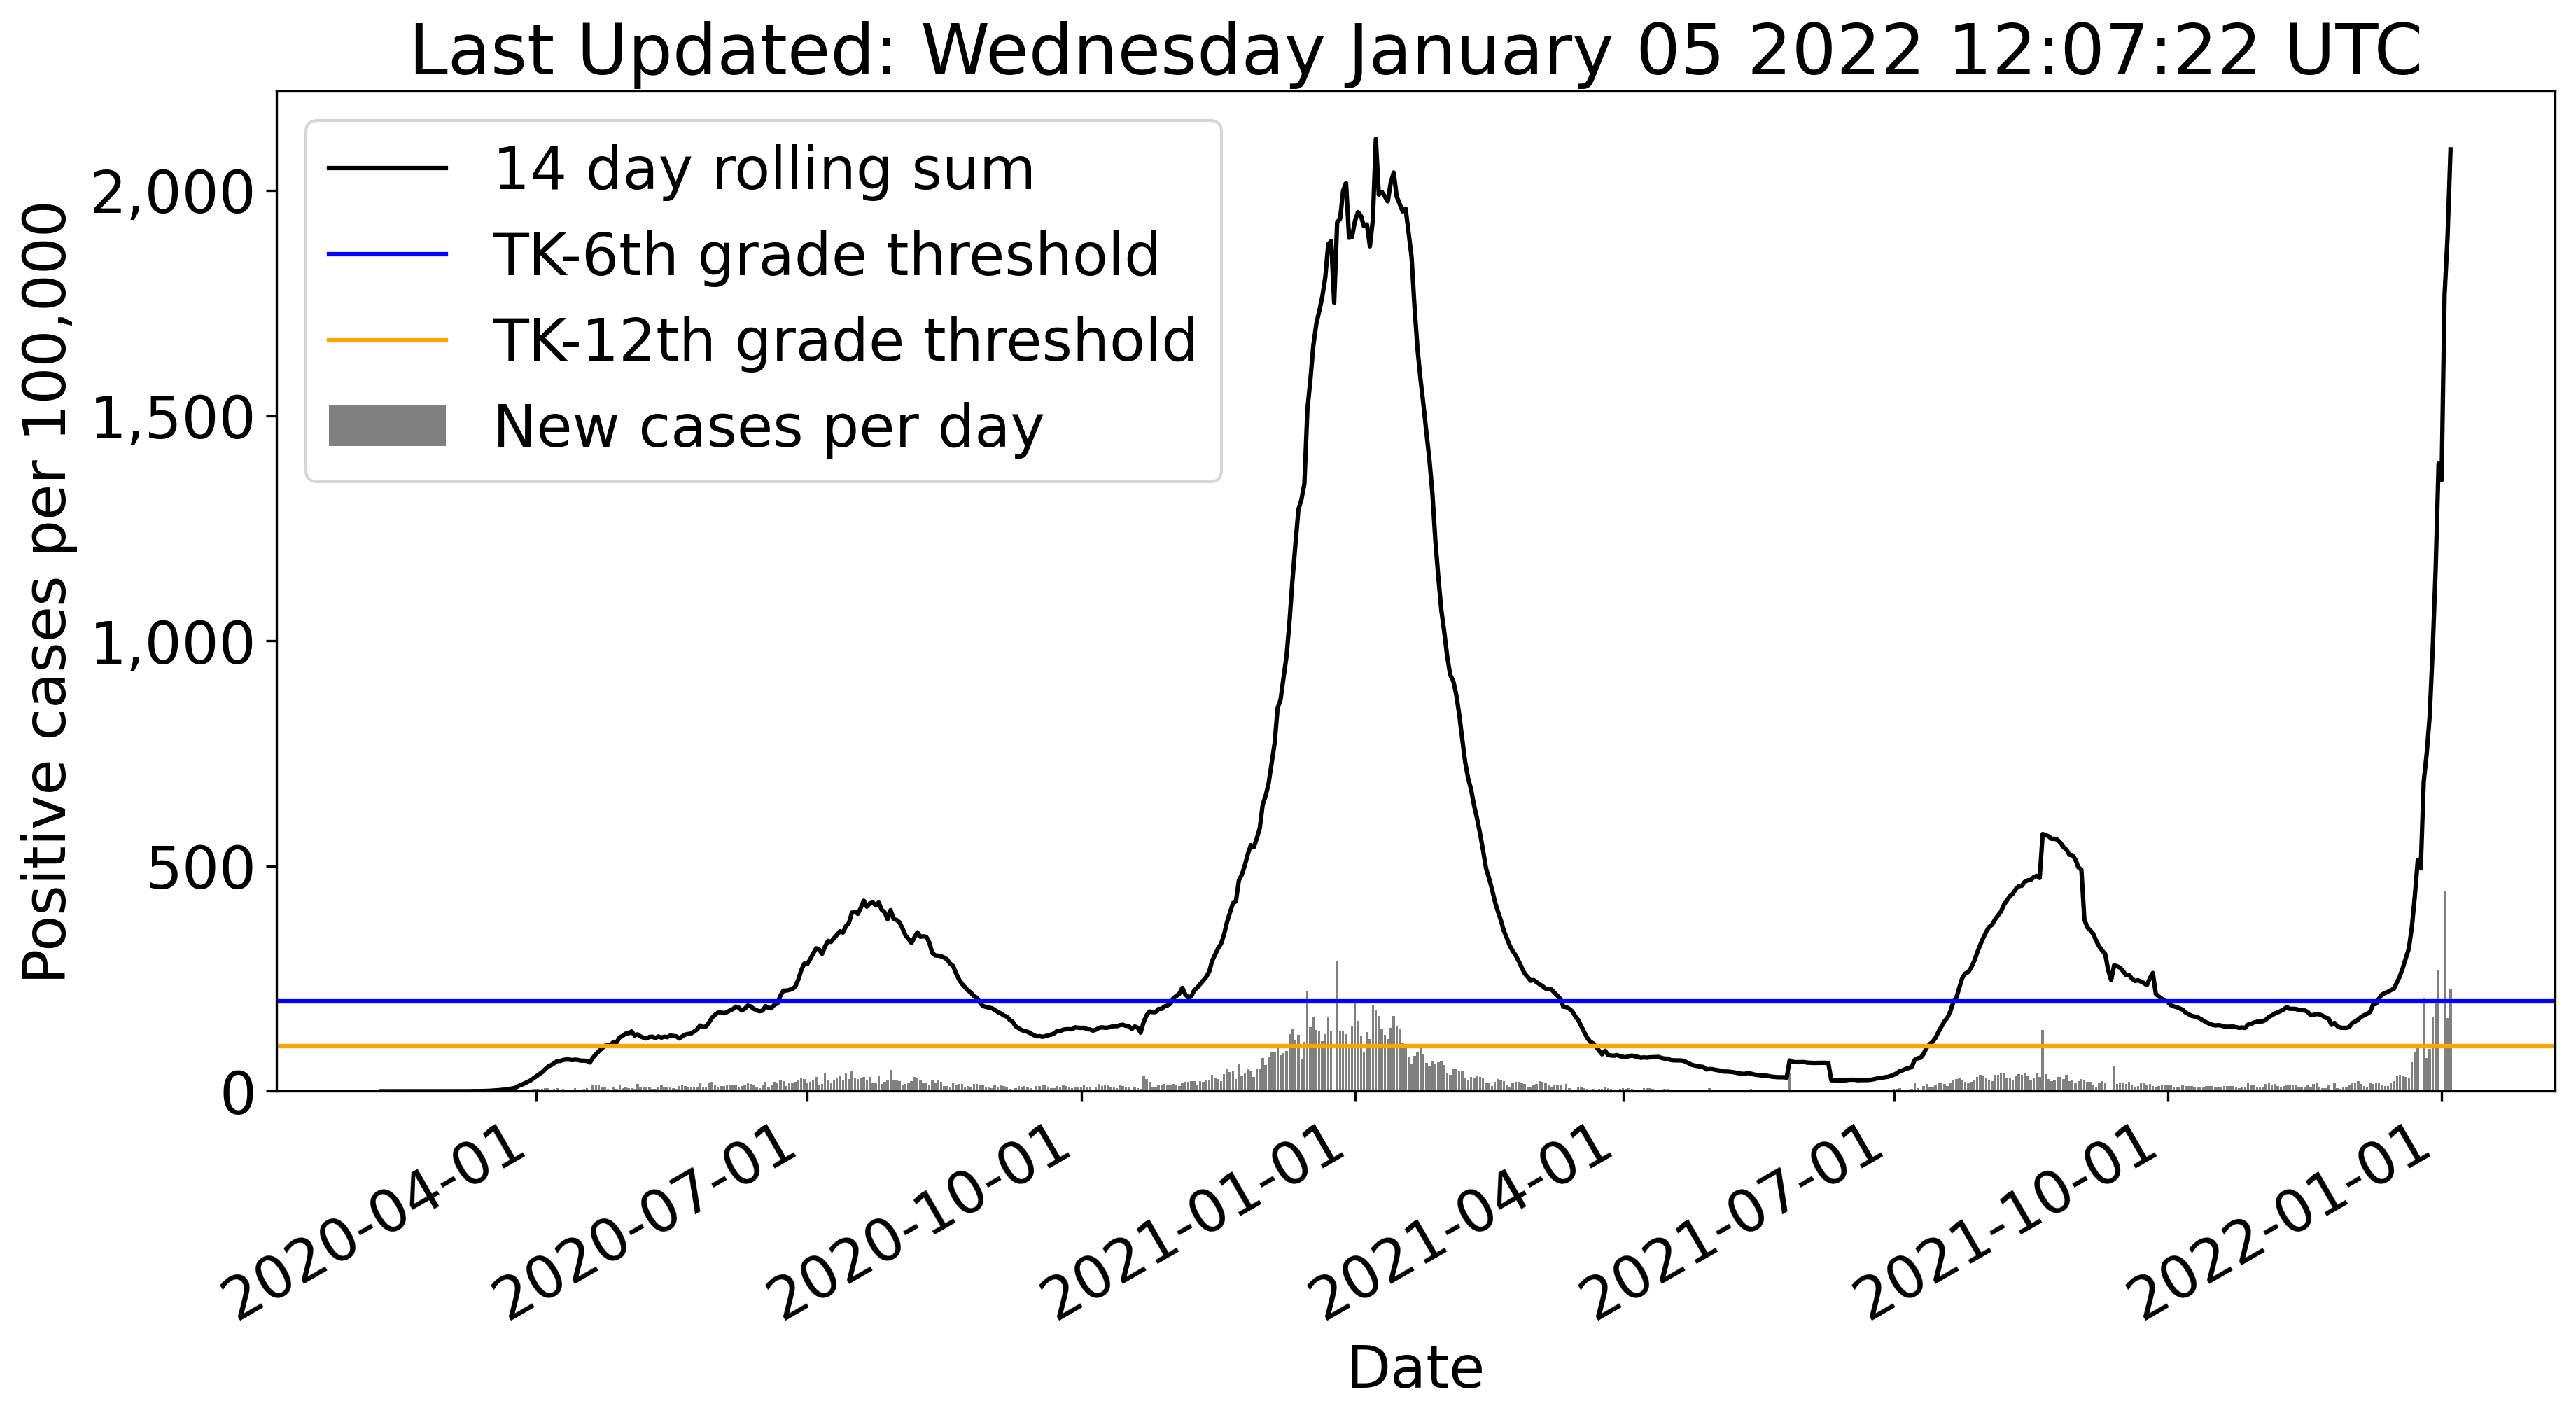 Last Updated: Wednesday January 05 2022 12:07:22 UTC
14 day rolling sum
TK-6th grade threshold
TK-12th grade threshold
New cases per day
Positive cases per 100,000
2,000
1,500
1,000
500
0
2020-04-01
2020-07-01
2020-10-01
2021-01-01
2021-04-01
2021-07-01
2021-10-01
2022-01-01
Date